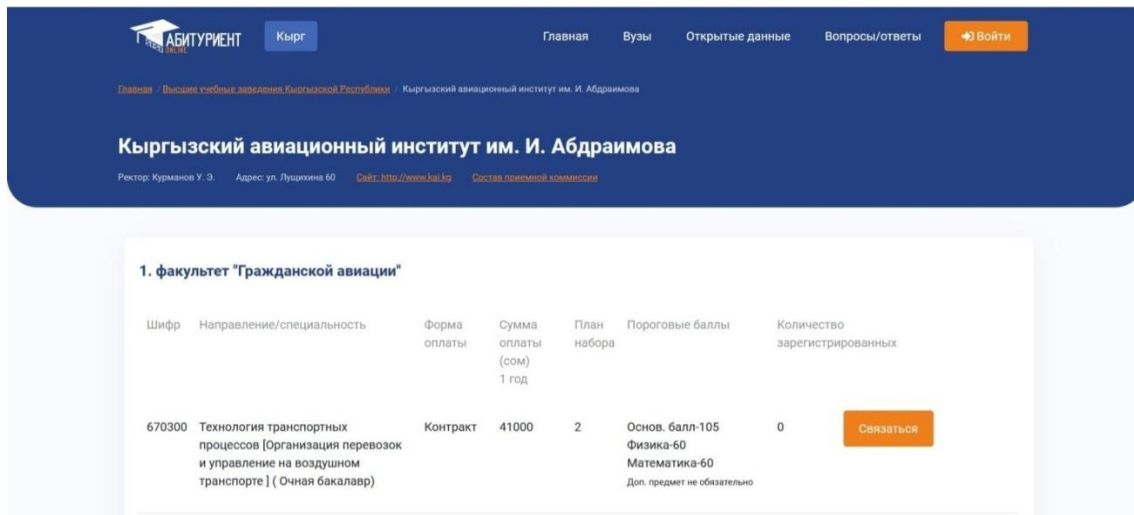 АБИТУРИЕНТ
ONLINE
Кырг
Главная
Вузы
Открытые данные
Вопросы/ответы
Войти
Главная / Высшие учебные заведения Кыргызской Республики / Кыргызский авиационный институт им. И. Абдраимова
Кыргызский авиационный институт им. И. Абдраимова
Ректор: Курманов У. Э. Адрес: ул. Лущихина 60 Сайт: http://www.kai.kg Состав приемной коммиссии
1. факультет "Гражданской авиации"
Шифр
Направление/специальность
Форма
оплаты
Сумма
оплаты
(сом)
1 год
План
набора
Пороговые баллы
Количество
зарегистрированных
670300
Технология транспортных
процессов [Организация перевозок
и управление на воздушном
транспорте ] ( Очная бакалавр)
Контракт
41000
2
Основ. балл-105
Физика-60
Математика-60
Доп. предмет не обязательно
0
Связаться